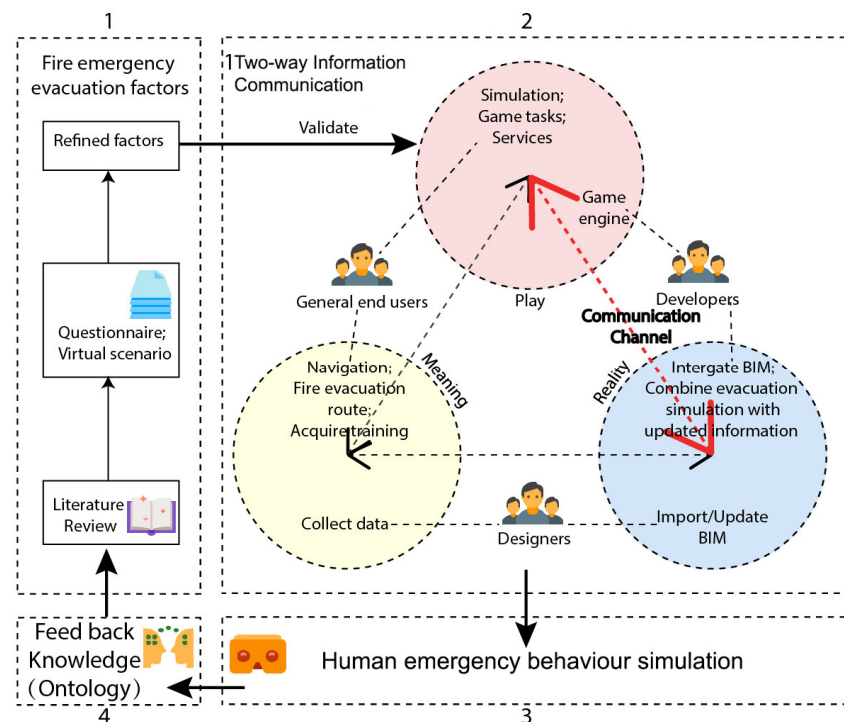 1
2
Fire emergency
evacuation factors
Refined factors
Questionnaire;
Virtual scenario
Literature
Review
Validate
1Two-way Information
Communication
Simulation;
Game tasks;
Services
Game
engine
Play
General end users
Developers
Communication
Channel
Navigation;
Fire evacuation
route;
Acquire training
Meaning
Reality
Intergate BIM;
Combine evacuation
simulation with
updated information
Collect data
Designers
Import/Update
BIM
Feed back
Knowledge
(Ontology)
Human emergency behaviour simulation
4
3